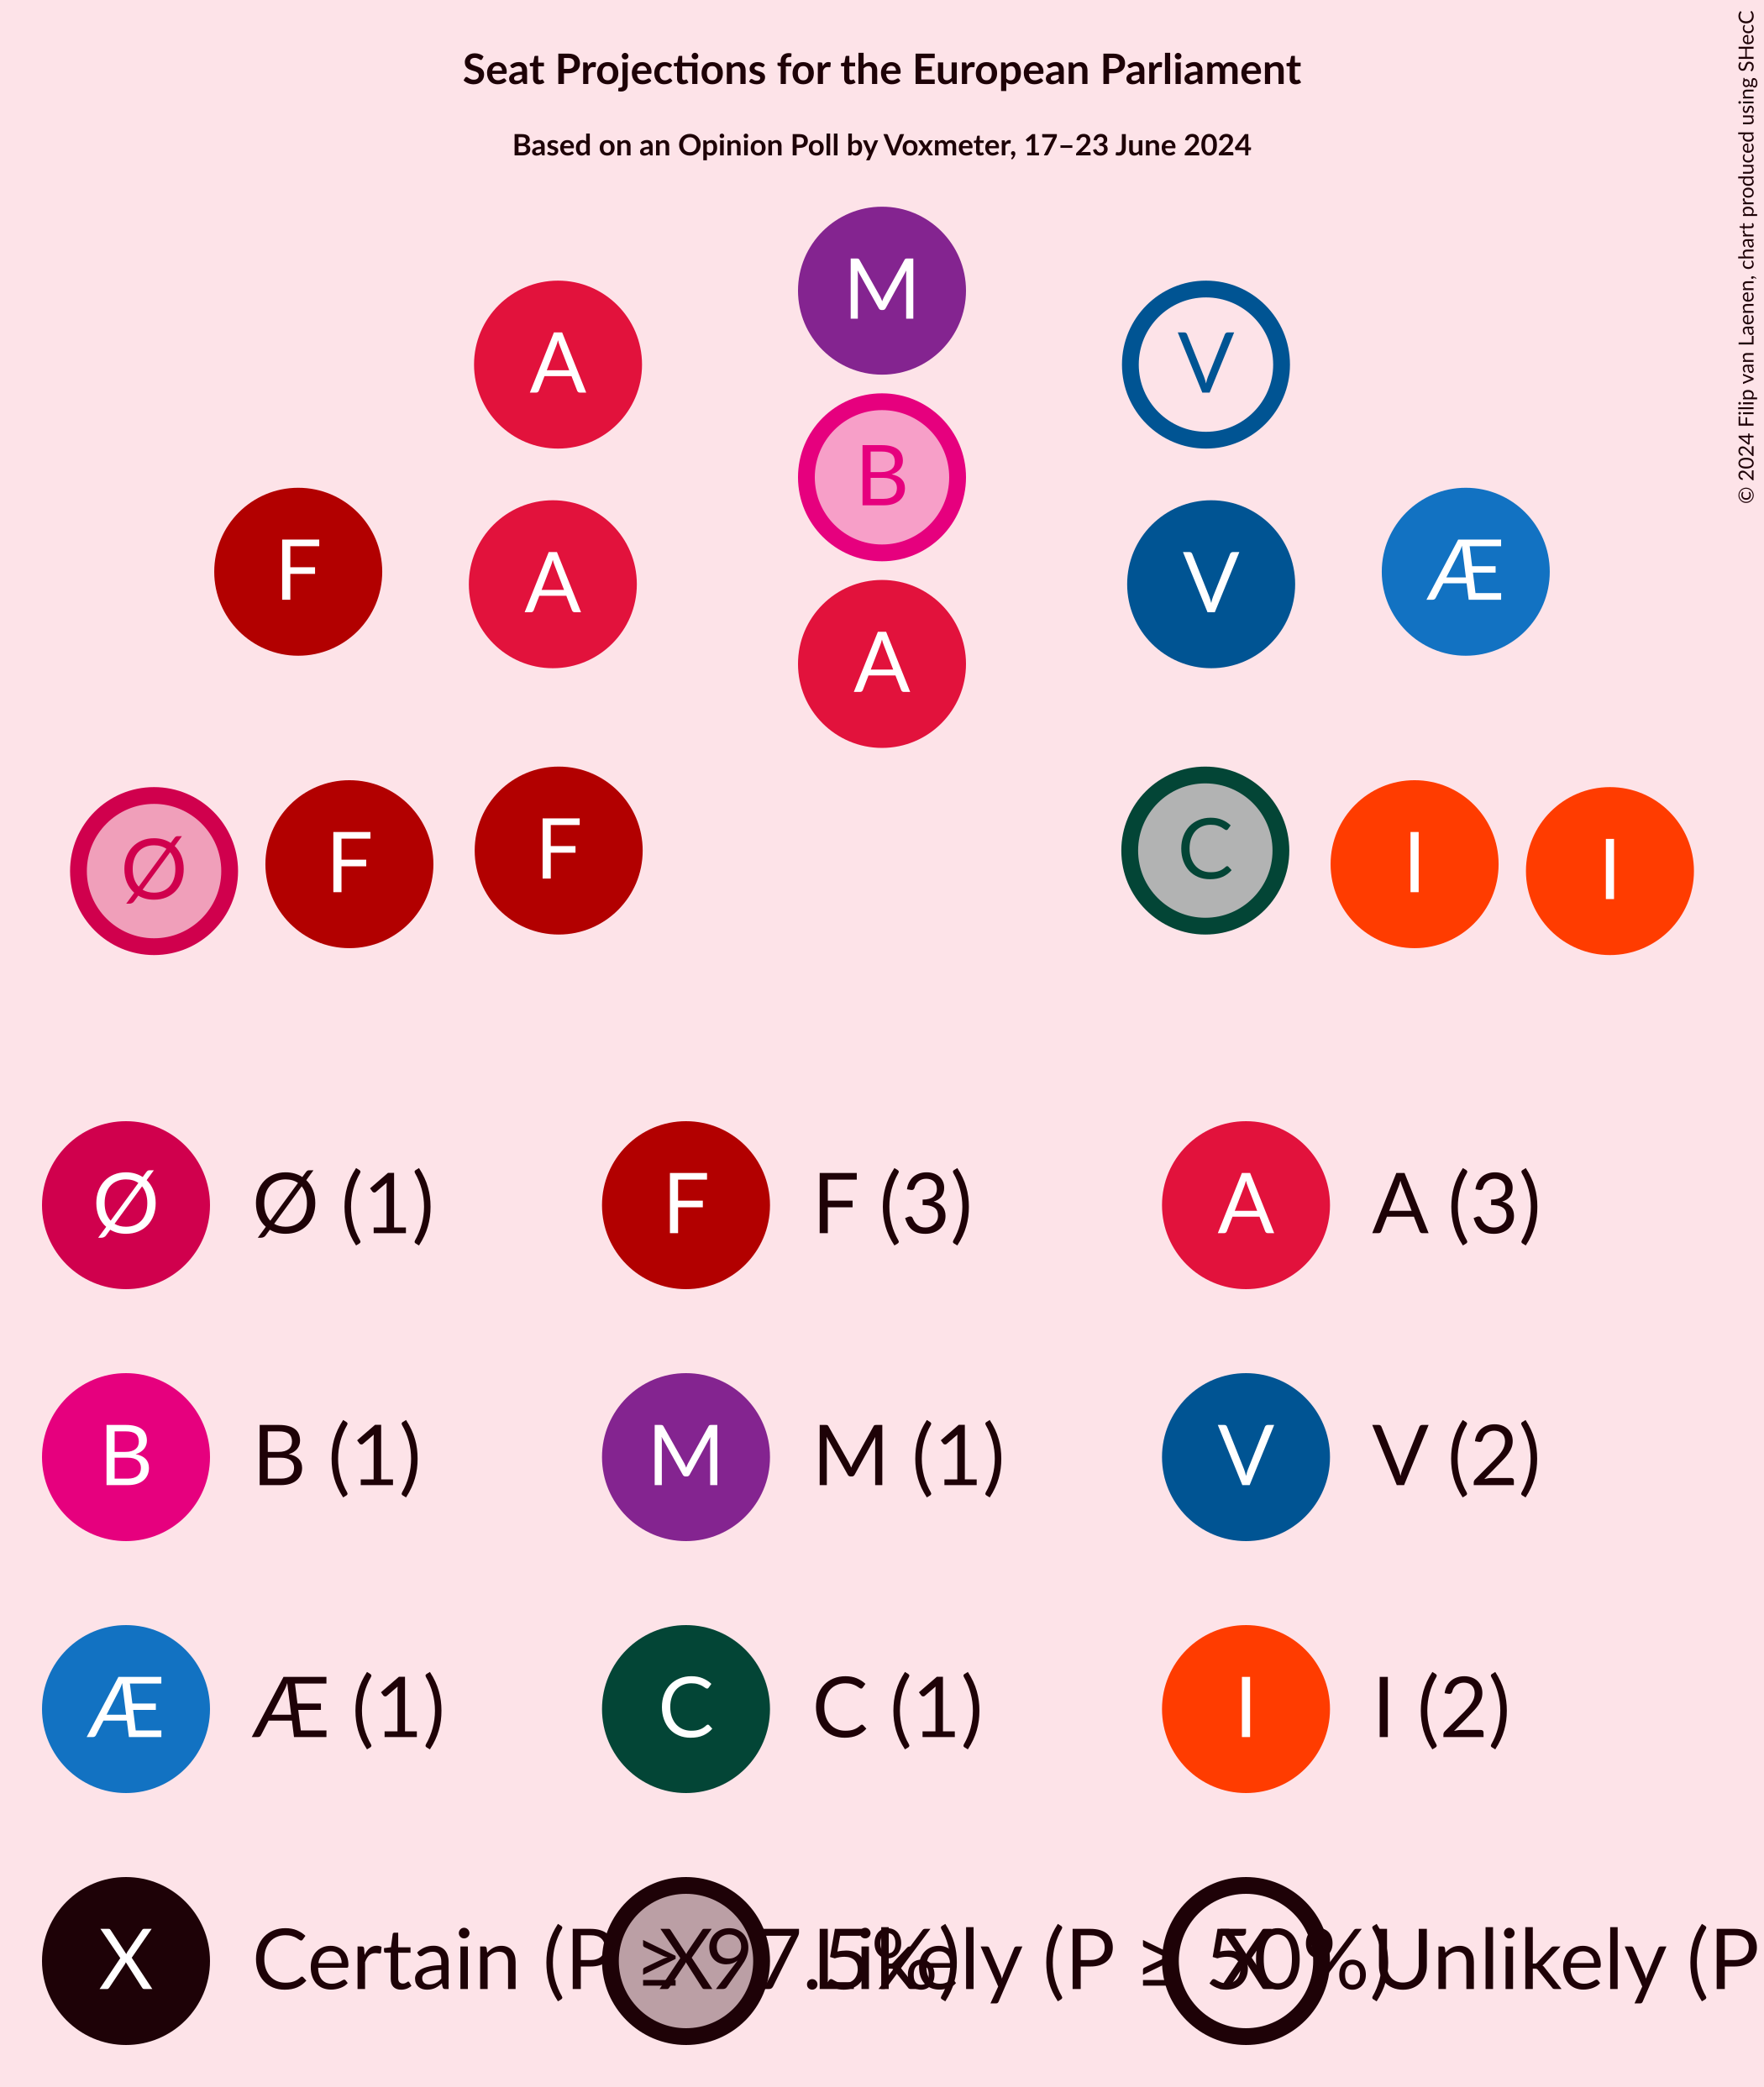 Seat Projections for the European Parliament
Based on an Opinion Poll by Voxmeter, 17–23 June 2024
© 2024 Filip van Laenen, chart produced using SHecC
M
A V
B
F A V Æ
A
Ø F F C I I
Ø Ø (1) F F (3) A A (3)
B B (1) M M (1) V V (2)
Æ Æ (1) C C (1) I I (2)
X Certain (P ≥ 97.5%) X Likely (P ≥ 50%) X Unlikely (P